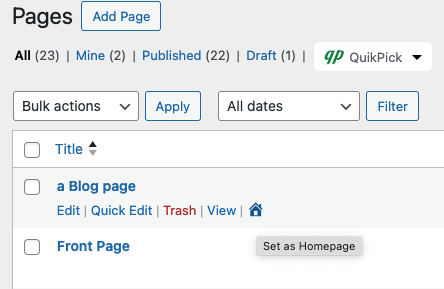 Pages Add Page
All (23) | Mine (2) | Published (22) | Draft (1) | qp QuikPick
Bulk actions Apply All dates Filter
Title
a Blog page
Edit | Quick Edit | Trash | View |
Front Page Set as Homepage